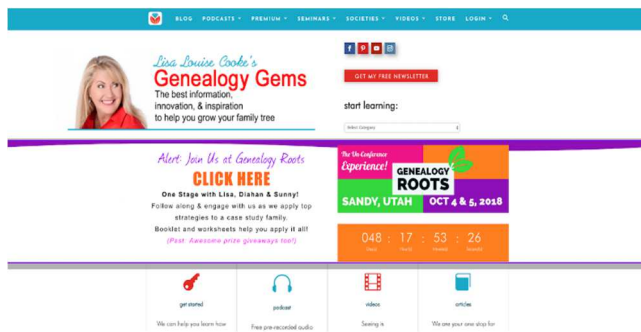 BLOG PODCASTS PREMIUM SEMINARS SOCIETIES VIDEOS STORE LOGIN
Lisa Louise Cooke's
Genealogy Gems
The best information,
innovation, & inspiration
to help you grow your family tree
GET MY FREE NEWSLETTER
start learning:
Select Category
Alert: Join Us at Genealogy Roots
CLICK HERE
One Stage with Lisa, Diahan & Sunny!
Follow along & engage with us as we apply top
strategies to a case study family.
Booklet and worksheets help you apply it all!
(Psst: Awesome prize giveaways too!)
The Un-Conference
Experience!
GENEALOGY
ROOTS
SANDY, UTAH OCT 4 & 5, 2018
048 : 17 : 53 : 26
get started
We can help you learn how
podcast
Free pre-recorded audio
videos
Seeing is
articles
We are your one stop for